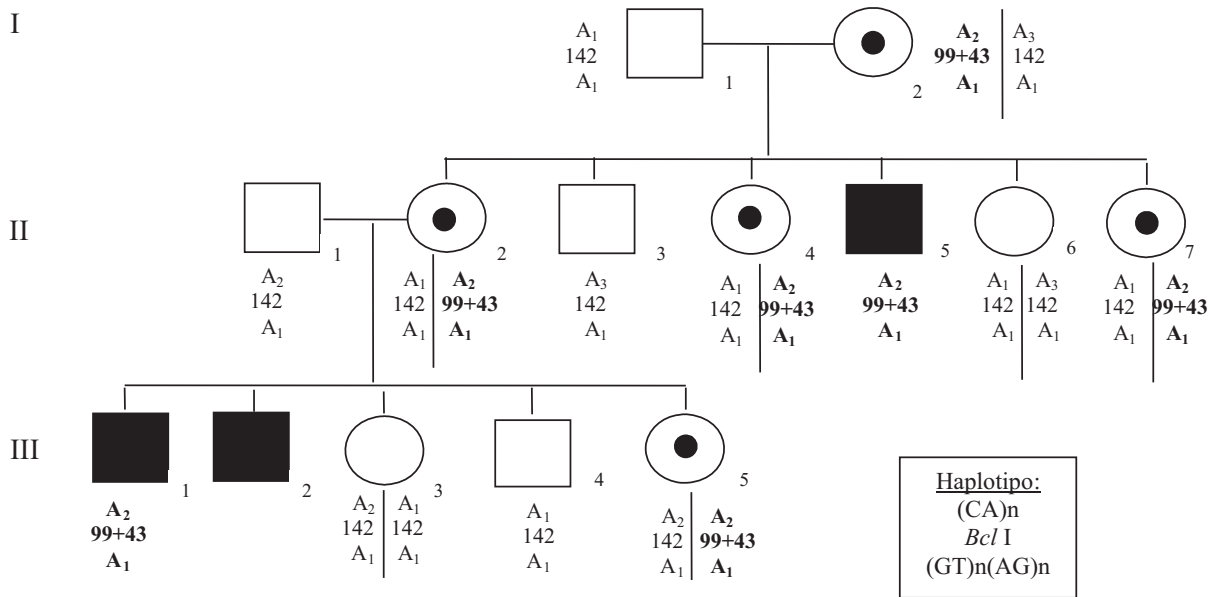 I
A₁
142
A₁
1
2
A₂
99+43
A₁
A₃
142
A₁
II
1
A₂
142
A₁
2
A₁ A₂
142 99+43
A₁ A₁
3
A₃
142
A₁
4
A₁ A₂
142 99+43
A₁ A₁
5
A₂
99+43
A₁
6
A₁ A₃
142 142
A₁ A₁
7
A₁ A₂
142 99+43
A₁ A₁
III
1
A₂
99+43
A₁
2
3
A₂ A₁
142 142
A₁ A₁
4
A₁
142
A₁
5
A₂ A₂
142 99+43
A₁ A₁
Haplotipo:
(CA)n
Bcl I
(GT)n(AG)n